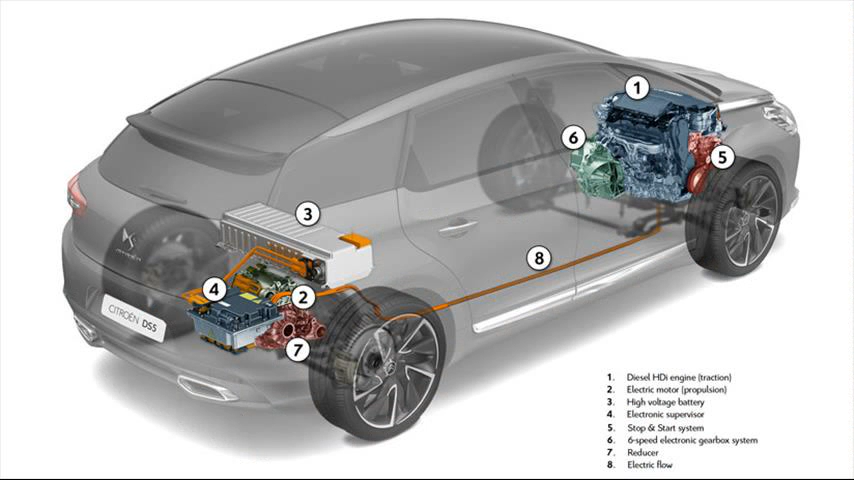 1
6
5
3
8
4
2
7
CITROËN
CITROËN DS5
1. Diesel HDi engine (traction)
2. Electric motor (propulsion)
3. High voltage battery
4. Electronic supervisor
5. Stop & Start system
6. 6-speed electronic gearbox system
7. Reducer
8. Electric flow